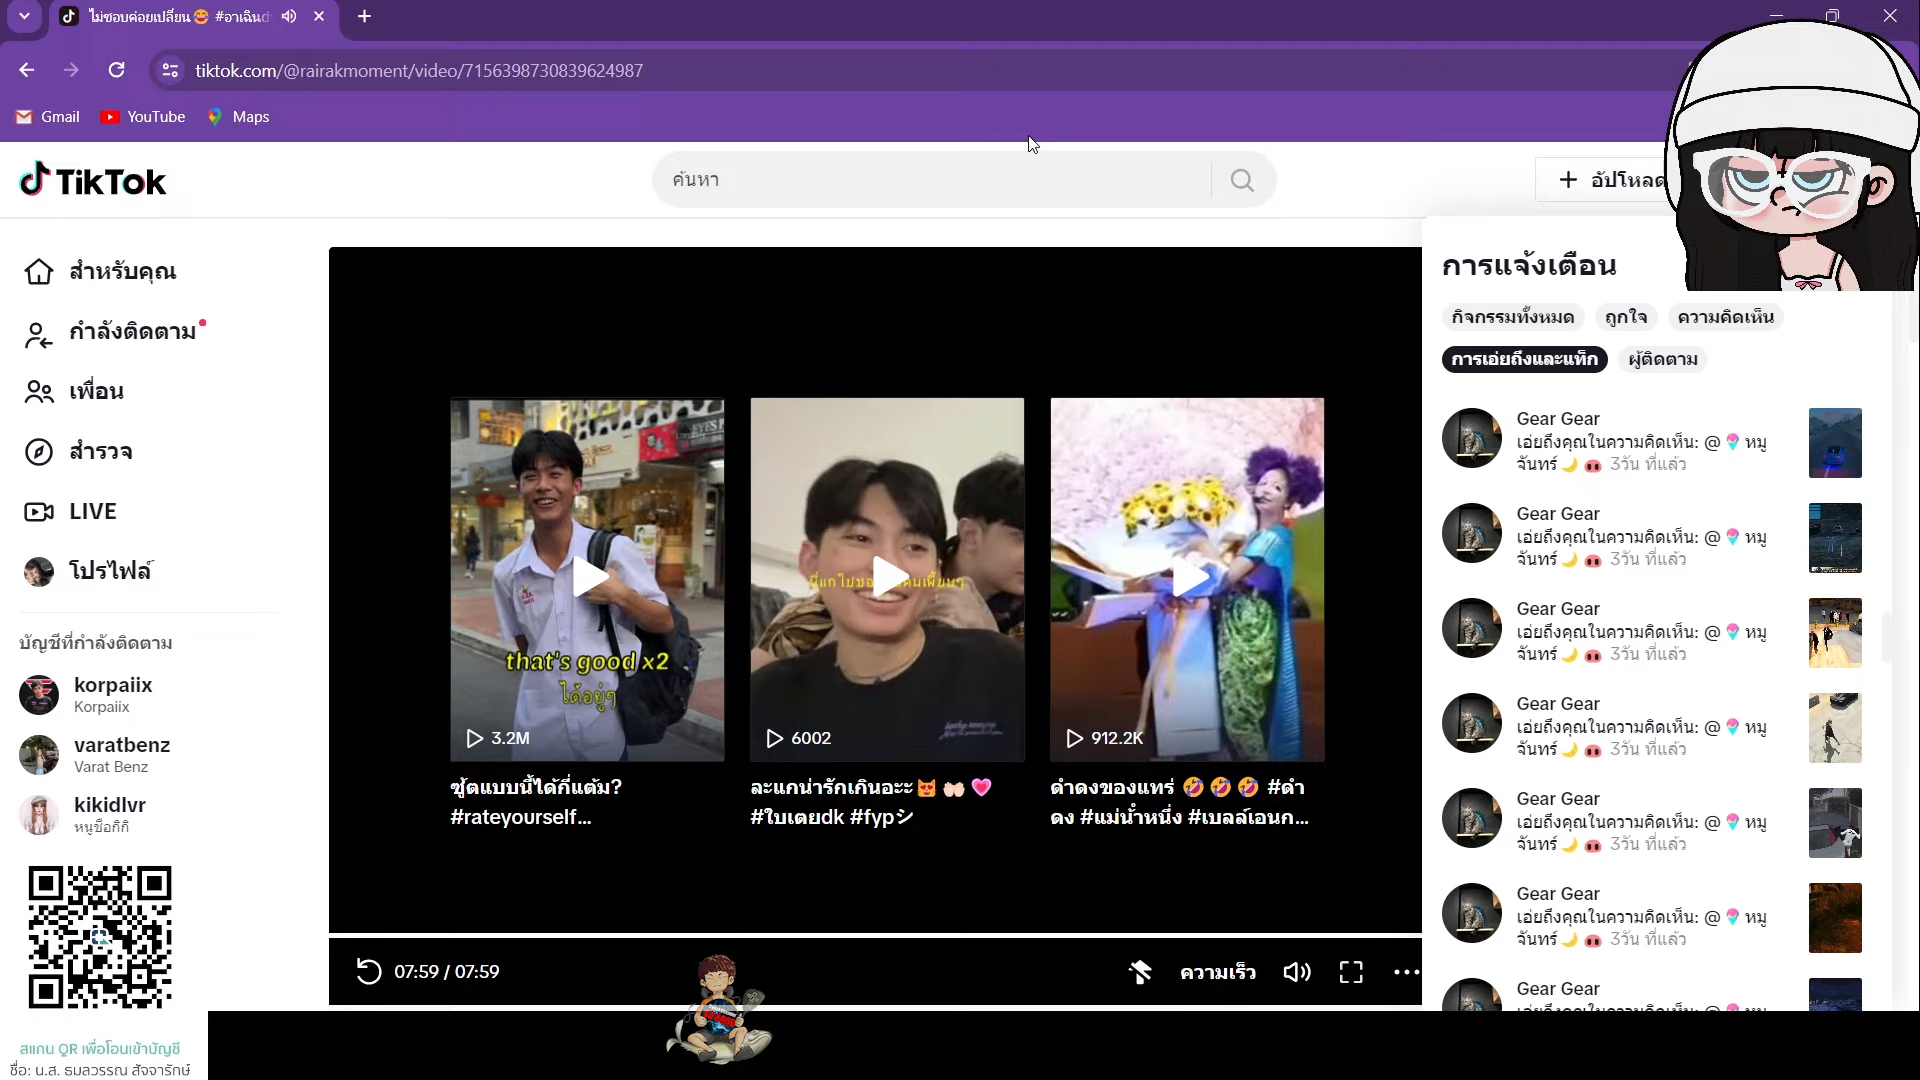 ไม่ชอบค่อยเปลี่ยน😂 #อาเฉินd
tiktok.com/@rairakmoment/video/7156398730839624987
Gmail
YouTube
Maps
TikTok
ค้นหา
อัปโหลด
สำหรับคุณ
กำลังติดตาม
เพื่อน
สำรวจ
LIVE
โปรไฟล์
บัญชีที่กำลังติดตาม
korpaiix
Korpaiix
varatbenz
Varat Benz
kikidlvr
หนูชื่อกีกี้
สแกน QR เพื่อโอนเข้าบัญชี
ชื่อ: น.ส. ธมลวรรณ สัจจารักษ์
that's good x2
ได้อยู่ๆ
3.2M
ซู้ดแบบนี้ได้กี่แต้ม?
#rateyourself...
6002
ละแกน่ารักเกินอะะ😻 🤲🏻 💗
#ใบเตยdk #fypシ
912.2K
ดำดงของแทร่ 🤣🤣🤣 #ดำ
ดง #แม่น้ำหนึ่ง #เบลล์เอนก...
07:59 / 07:59
ความเร็ว
การแจ้งเตือน
กิจกรรมทั้งหมด
ถูกใจ
ความคิดเห็น
การเอ่ยถึงและแท็ก
ผู้ติดตาม
Gear Gear
เอ่ยถึงคุณในความคิดเห็น: @🍧หมู
จันทร์🌙🐽 3วัน ที่แล้ว
Gear Gear
เอ่ยถึงคุณในความคิดเห็น: @🍧หมู
จันทร์🌙🐽 3วัน ที่แล้ว
Gear Gear
เอ่ยถึงคุณในความคิดเห็น: @🍧หมู
จันทร์🌙🐽 3วัน ที่แล้ว
Gear Gear
เอ่ยถึงคุณในความคิดเห็น: @🍧หมู
จันทร์🌙🐽 3วัน ที่แล้ว
Gear Gear
เอ่ยถึงคุณในความคิดเห็น: @🍧หมู
จันทร์🌙🐽 3วัน ที่แล้ว
Gear Gear
เอ่ยถึงคุณในความคิดเห็น: @🍧หมู
จันทร์🌙🐽 3วัน ที่แล้ว
Gear Gear